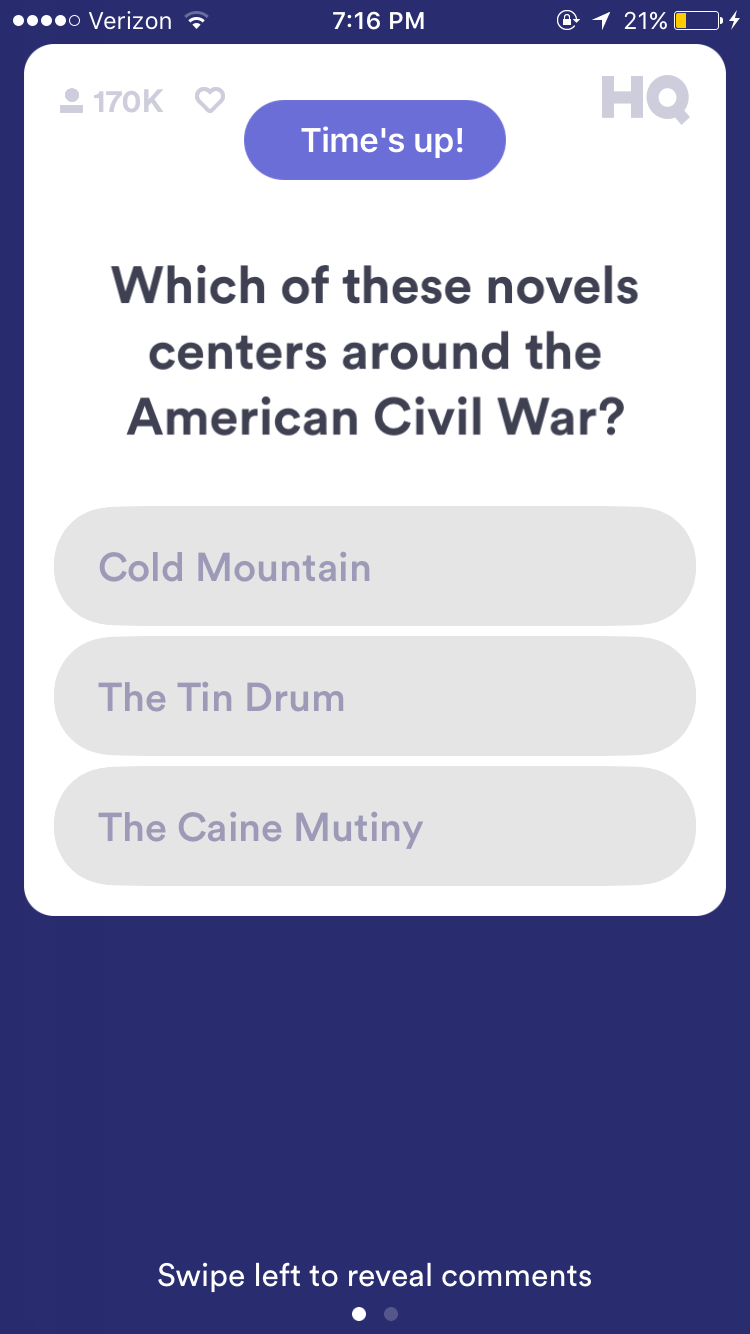 Verizon 7:16 PM 21%
170K HQ
Time's up!
Which of these novels
centers around the
American Civil War?
Cold Mountain
The Tin Drum
The Caine Mutiny
Swipe left to reveal comments